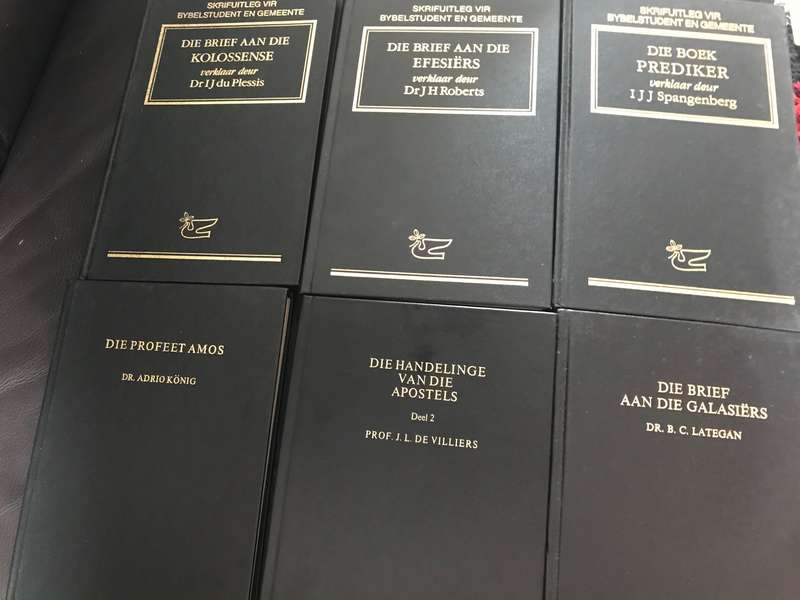 SKRIFUITLEG VIR
BYBELSTUDENT EN GEMEENTE
DIE BRIEF AAN DIE
KOLOSSENSE
verklaar deur
Dr I J du Plessis
SKRIFUITLEG VIR
BYBELSTUDENT EN GEMEENTE
DIE BRIEF AAN DIE
EFESIËRS
verklaar deur
Dr J H Roberts
SKRIFUITLEG VIR
BYBELSTUDENT EN GEMEENTE
DIE BOEK
PREDIKER
verklaar deur
I J J Spangenberg
DIE PROFEET AMOS
DR. ADRIO KÖNIG
DIE HANDELINGE
VAN DIE
APOSTELS
Deel 2
PROF. J. L. DE VILLIERS
DIE BRIEF
AAN DIE GALASIËRS
DR. B. C. LATEGAN